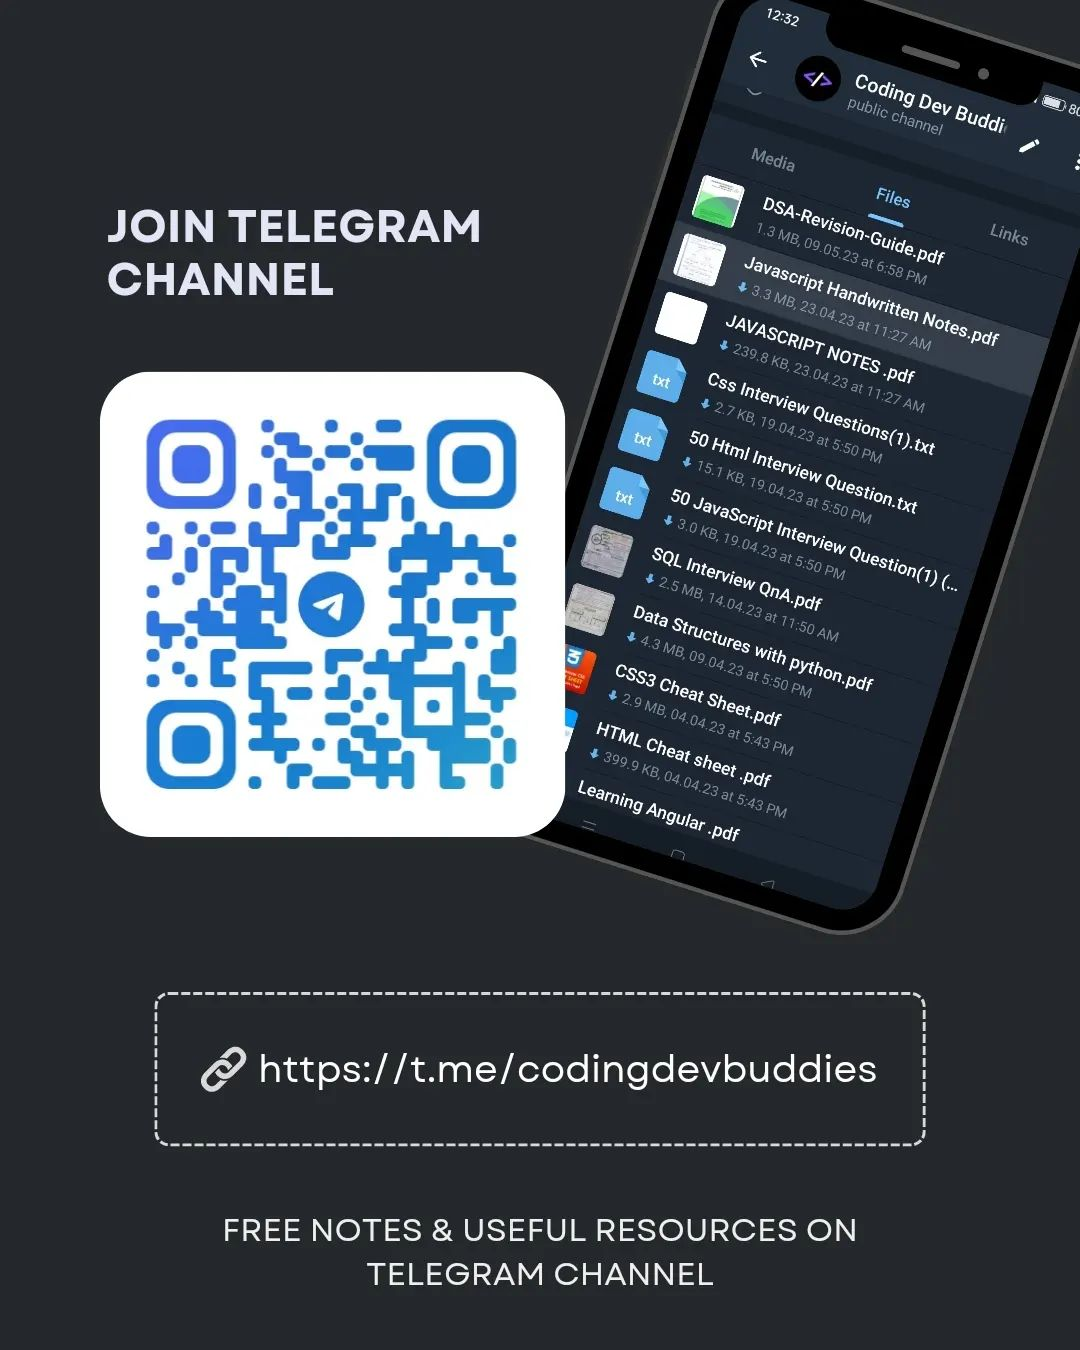 JOIN TELEGRAM
CHANNEL
12:32
80
Coding Dev Buddi
public channel
Media
Files
Links
DSA-Revision-Guide.pdf
1.3 MB, 09.05.23 at 6:58 PM
Javascript Handwritten Notes.pdf
3.3 MB, 23.04.23 at 11:27 AM
JAVASCRIPT NOTES .pdf
239.8 KB, 23.04.23 at 11:27 AM
txt
Css Interview Questions(1).txt
2.7 KB, 19.04.23 at 5:50 PM
txt
50 Html Interview Question.txt
15.1 KB, 19.04.23 at 5:50 PM
txt
50 JavaScript Interview Question(1) (...
3.0 KB, 19.04.23 at 5:50 PM
SQL Interview QnA.pdf
2.5 MB, 14.04.23 at 11:50 AM
Data Structures with python.pdf
4.3 MB, 09.04.23 at 5:50 PM
CSS3 Cheat Sheet.pdf
2.9 MB, 04.04.23 at 5:43 PM
HTML Cheat sheet .pdf
399.9 KB, 04.04.23 at 5:43 PM
Learning Angular .pdf
https://t.me/codingdevbuddies
FREE NOTES & USEFUL RESOURCES ON
TELEGRAM CHANNEL